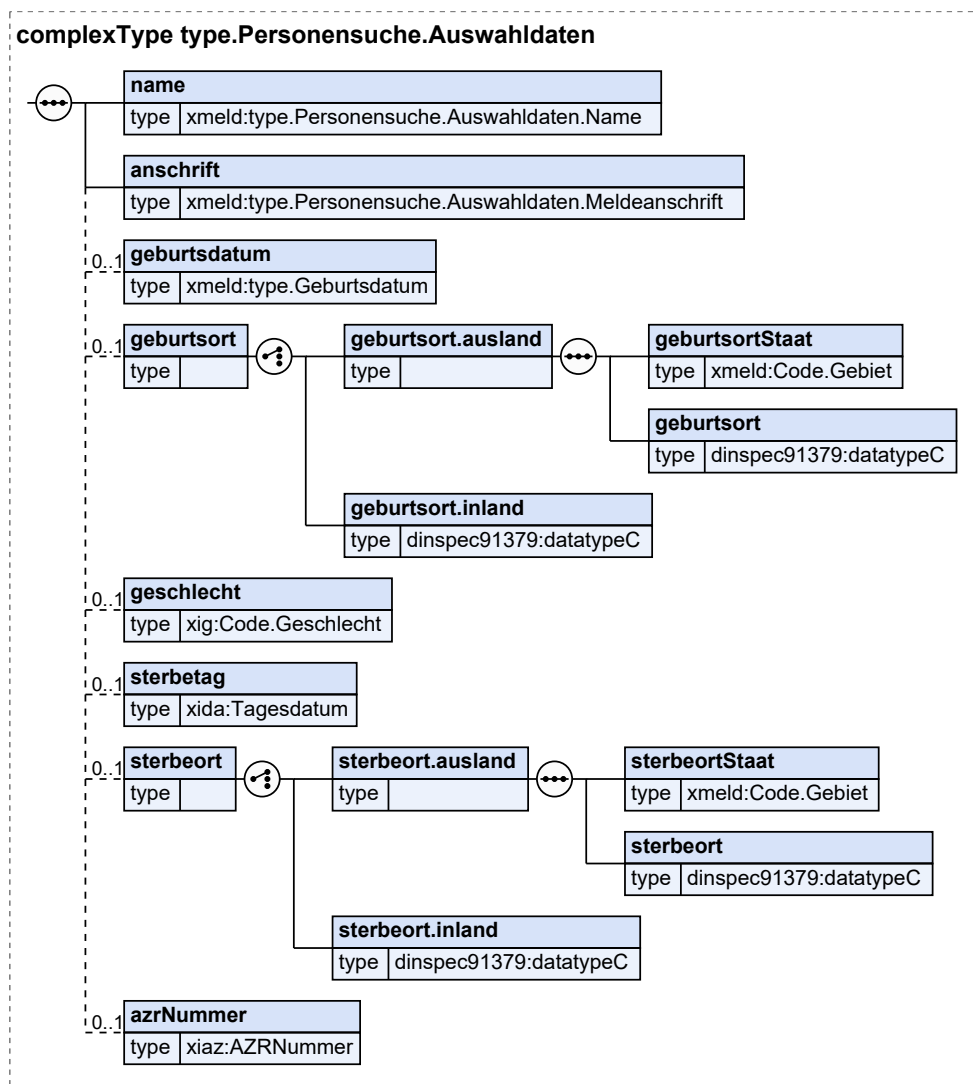 complexType type.Personensuche.Auswahldaten
name
type xmeld:type.Personensuche.Auswahldaten.Name
anschrift
type xmeld:type.Personensuche.Auswahldaten.Meldeanschrift
0..1 geburtsdatum
type xmeld:type.Geburtsdatum
0..1 geburtsort geburtsort.ausland geburtsortStaat
type type type xmeld:Code.Gebiet
geburtsort
type dinspec91379:datatypeC
geburtsort.inland
type dinspec91379:datatypeC
0..1 geschlecht
type xig:Code.Geschlecht
0..1 sterbetag
type xida:Tagesdatum
0..1 sterbeort sterbeort.ausland sterbeortStaat
type type type xmeld:Code.Gebiet
sterbeort
type dinspec91379:datatypeC
sterbeort.inland
type dinspec91379:datatypeC
0..1 azrNummer
type xiaz:AZRNummer